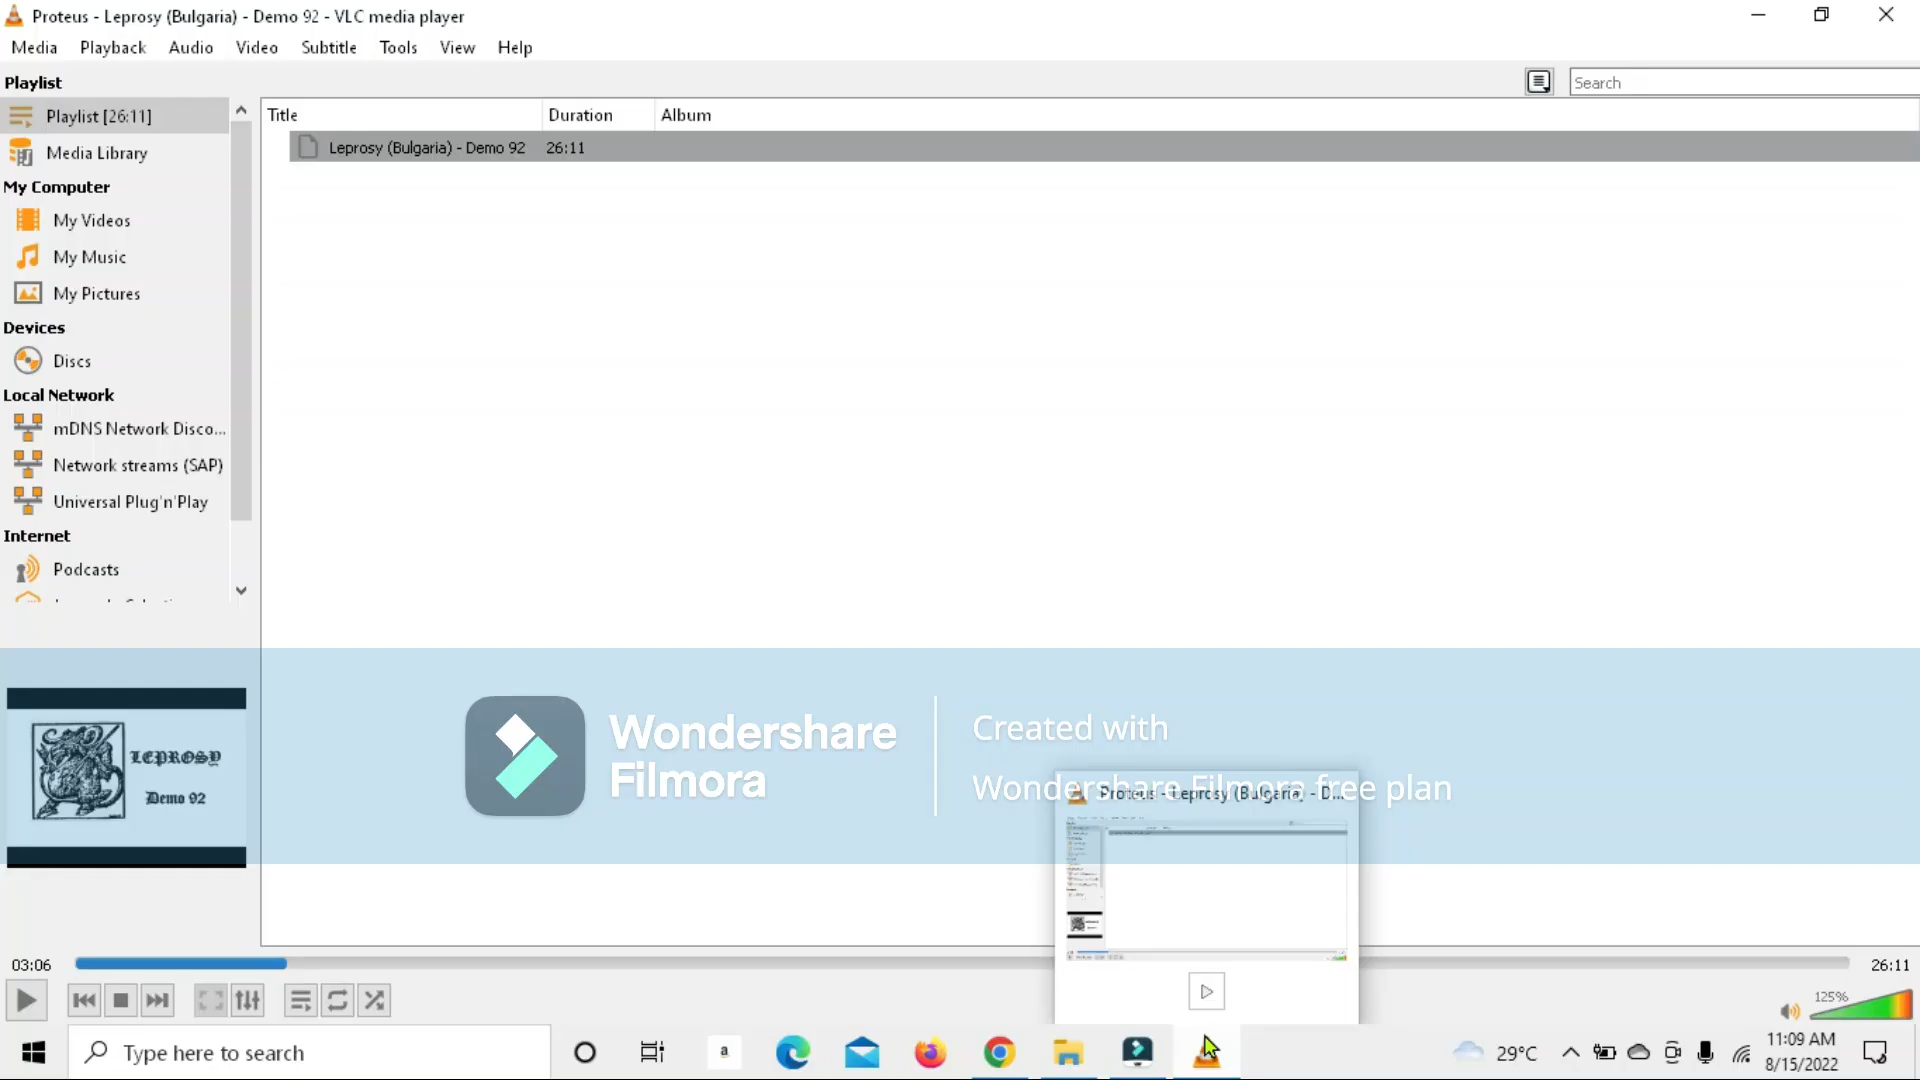 Proteus - Leprosy (Bulgaria) - Demo 92 - VLC media player
Media Playback Audio Video Subtitle Tools View Help
Playlist
Search
Playlist [26:11]
Title Duration Album
Leprosy (Bulgaria) - Demo 92 26:11
Media Library
My Computer
My Videos
My Music
My Pictures
Devices
Discs
Local Network
mDNS Network Disco...
Network streams (SAP)
Universal Plug'n'Play
Internet
Podcasts
LEPROSY
Demo 92
Wondershare
Filmora
Created with
Wondershare Filmora free plan
Proteus - Leprosy (Bulgaria) - D...
03:06
26:11
125%
Type here to search
a
29°C
11:09 AM
8/15/2022